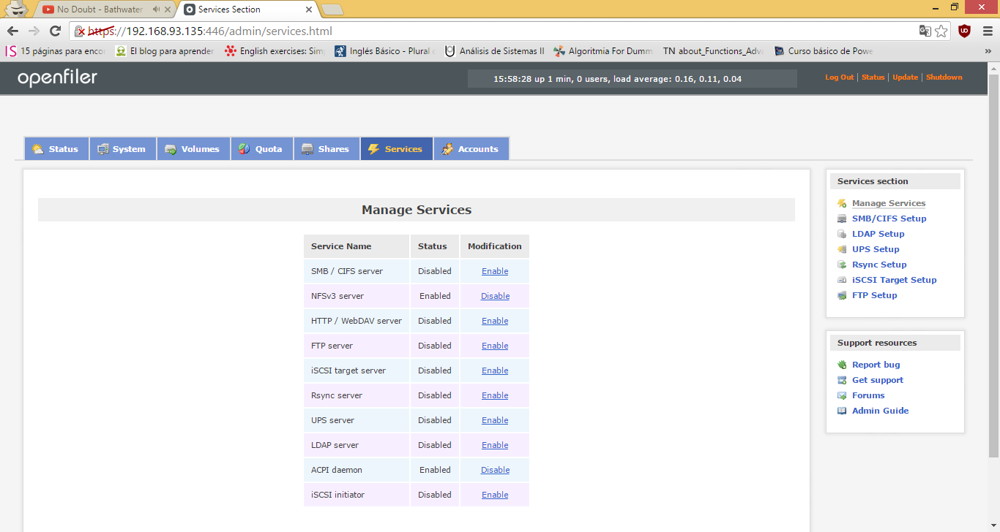 No Doubt - Bathwater
Services Section
https://192.168.93.135:446/admin/services.html
15 páginas para enco
El blog para aprender
English exercises: Sim
Inglés Básico - Plural
Análisis de Sistemas II
Algoritmia For Dumm
TN about_Functions_Adv
Curso básico de Powe
openfiler
15:58:28 up 1 min, 0 users, load average: 0.16, 0.11, 0.04
Log Out | Status | Update | Shutdown
Status
System
Volumes
Quota
Shares
Services
Accounts
Manage Services
Service Name Status Modification
SMB / CIFS server Disabled Enable
NFSv3 server Enabled Disable
HTTP / WebDAV server Disabled Enable
FTP server Disabled Enable
iSCSI target server Disabled Enable
Rsync server Disabled Enable
UPS server Disabled Enable
LDAP server Disabled Enable
ACPI daemon Enabled Disable
iSCSI initiator Disabled Enable
Services section
Manage Services
SMB/CIFS Setup
LDAP Setup
UPS Setup
Rsync Setup
iSCSI Target Setup
FTP Setup
Support resources
Report bug
Get support
Forums
Admin Guide